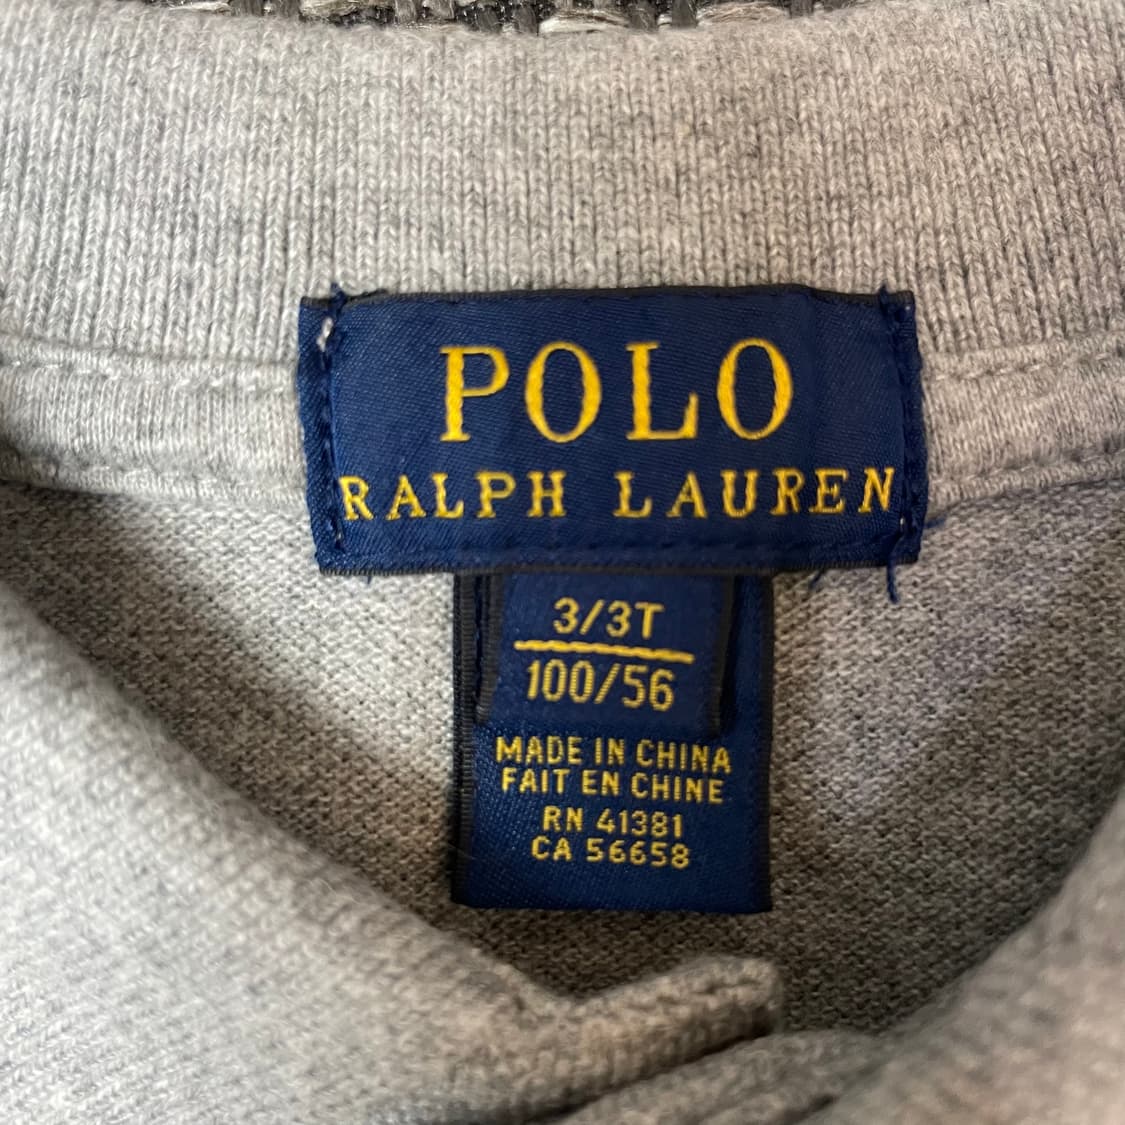 POLO
RALPH LAUREN
3/3T
100/56
MADE IN CHINA
FAIT EN CHINE
RN 41381
CA 56658